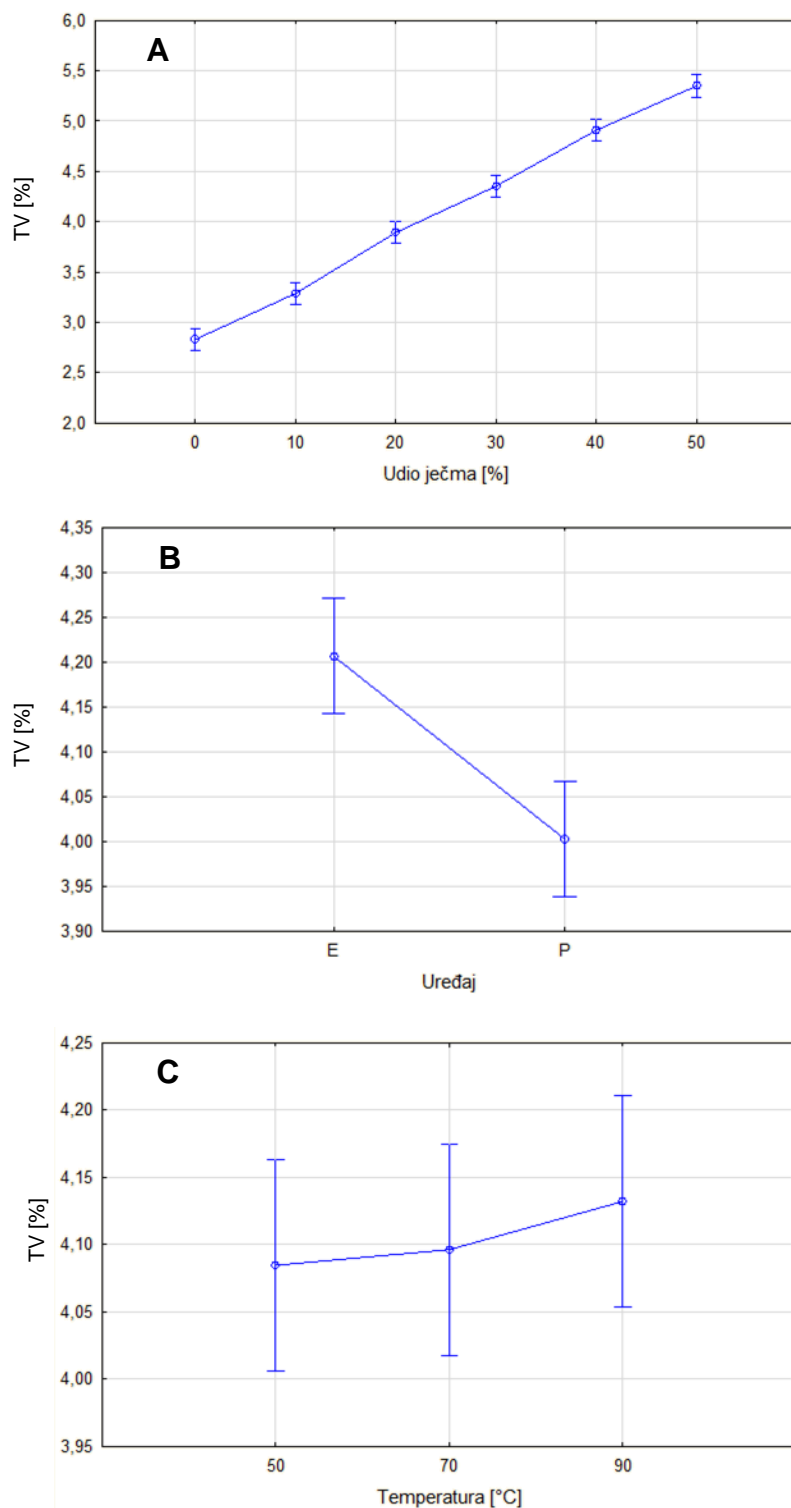 A
TV [%]
6,0
5,5
5,0
4,5
4,0
3,5
3,0
2,5
2,0
0 10 20 30 40 50
Udio ječma [%]
B
TV [%]
4,35
4,30
4,25
4,20
4,15
4,10
4,05
4,00
3,95
3,90
E P
Uređaj
C
TV [%]
4,25
4,20
4,15
4,10
4,05
4,00
3,95
50 70 90
Temperatura [°C]